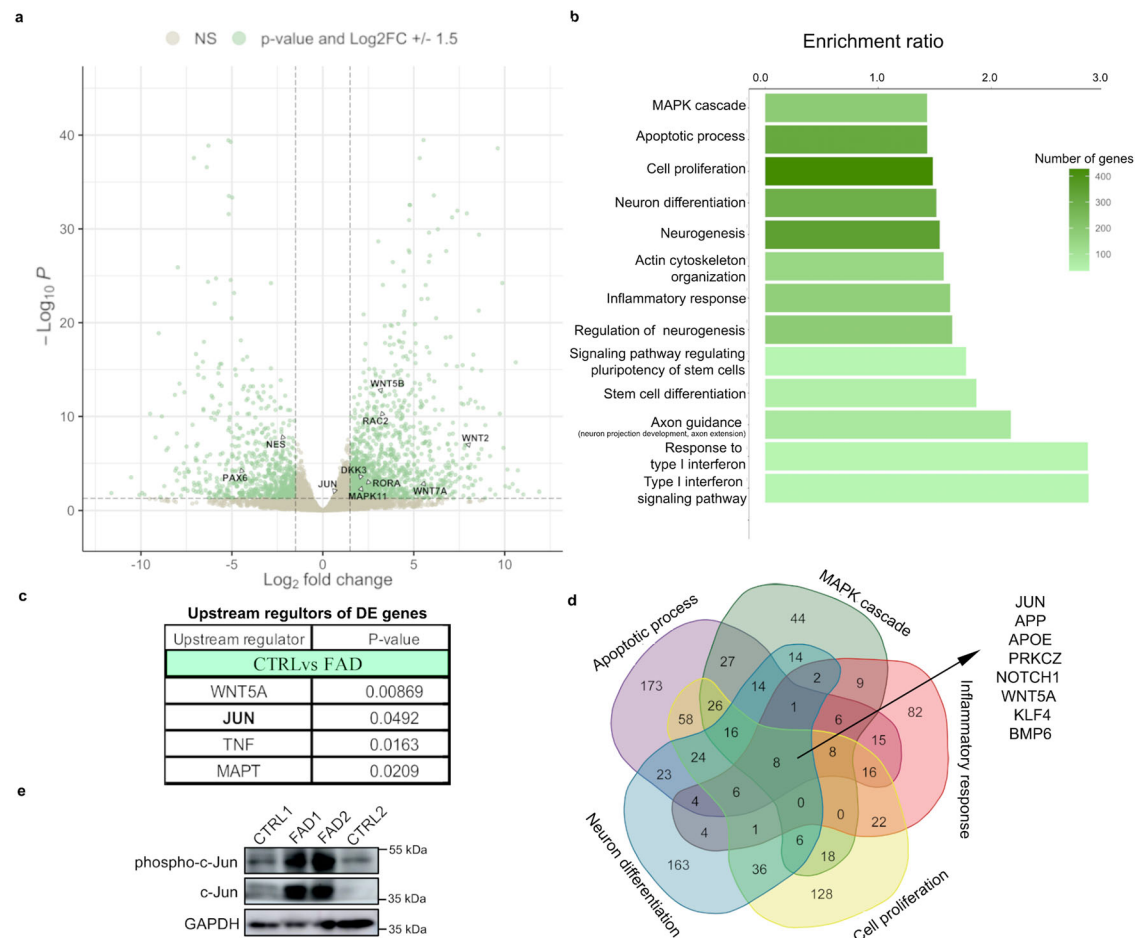 a
NS
p-value and Log2FC +/- 1.5
− Log10 P
40
30
20
10
0
WNT5B
RAC2
WNT2
NES
PAX6
DKK3
JUN
RORA
MAPK11
WNT7A
-10
-5
0
5
10
Log2 fold change
b
Enrichment ratio
0.0
1.0
2.0
3.0
MAPK cascade
Apoptotic process
Cell proliferation
Neuron differentiation
Neurogenesis
Actin cytoskeleton
organization
Inflammatory response
Regulation of neurogenesis
Signaling pathway regulating
pluripotency of stem cells
Stem cell differentiation
Axon guidance
(neuron projection development, axon extension)
Response to
type I interferon
Type I interferon
signaling pathway
Number of genes
400
300
200
100
c
Upstream regultors of DE genes
Upstream regulator P-value
CTRLvs FAD
WNT5A 0.00869
JUN 0.0492
TNF 0.0163
MAPT 0.0209
d
Apoptotic process
MAPK cascade
Inflammatory response
Cell proliferation
Neuron differentiation
44
27
14
2
9
82
173
14
1
6
15
58
26
16
8
8
16
24
23
6
0
0
22
4
4
1
6
18
163
36
128
JUN
APP
APOE
PRKCZ
NOTCH1
WNT5A
KLF4
BMP6
e
CTRL1
FAD1
FAD2
CTRL2
phospho-c-Jun
55 kDa
c-Jun
35 kDa
GAPDH
35 kDa